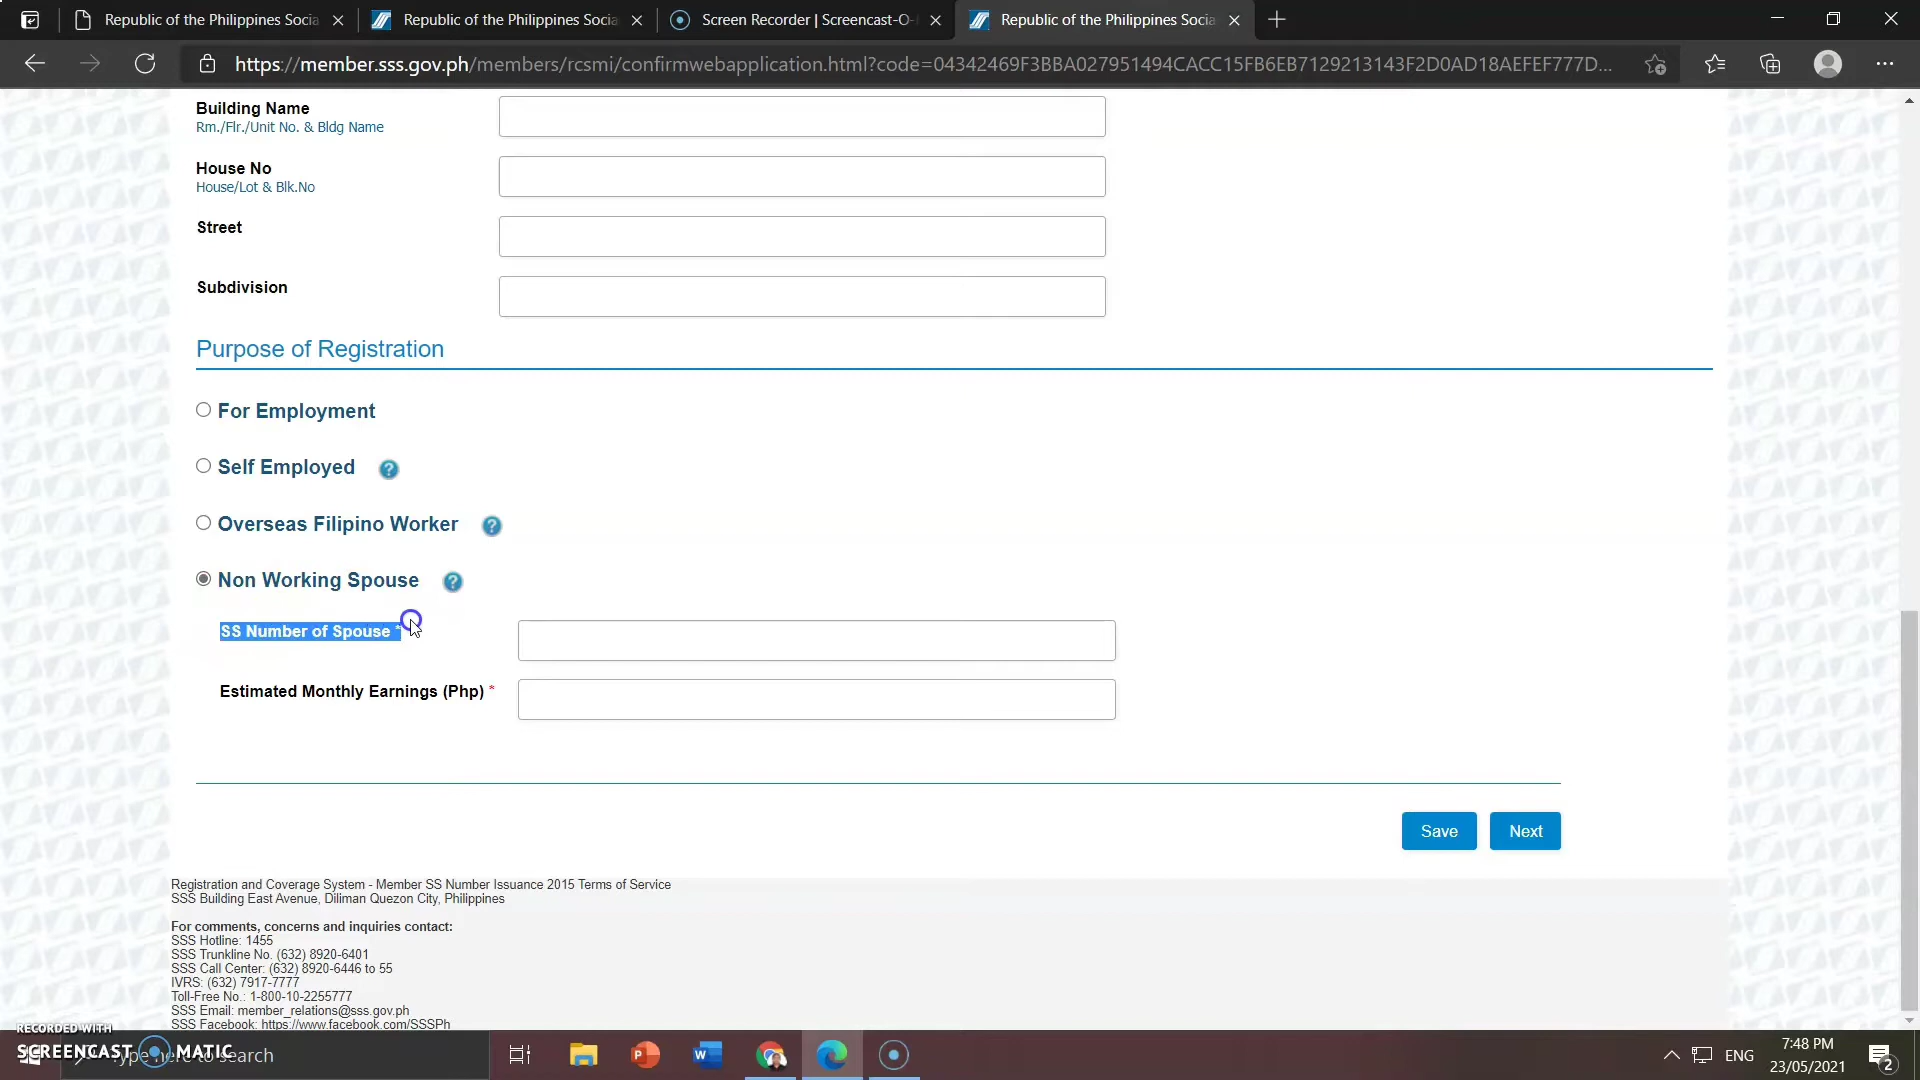 Republic of the Philippines Socia
Republic of the Philippines Socia
Screen Recorder | Screencast-O-
Republic of the Philippines Socia
https://member.sss.gov.ph/members/rcsmi/confirmwebapplication.html?code=04342469F3BBA027951494CACC15FB6EB7129213143F2D0AD18AEFEF777D...
Building Name
Rm./Flr./Unit No. & Bldg Name
House No
House/Lot & Blk.No
Street
Subdivision
Purpose of Registration
For Employment
Self Employed ?
Overseas Filipino Worker ?
Non Working Spouse ?
SS Number of Spouse *
Estimated Monthly Earnings (Php) *
Save Next
Registration and Coverage System - Member SS Number Issuance 2015 Terms of Service
SSS Building East Avenue, Diliman Quezon City, Philippines
For comments, concerns and inquiries contact:
SSS Hotline: 1455
SSS Trunkline No. (632) 8920-6401
SSS Call Center: (632) 8920-6446 to 55
IVRS: (632) 7917-7777
Toll-Free No.: 1-800-10-2255777
SSS Email: member_relations@sss.gov.ph
SSS Facebook: https://www.facebook.com/SSSPh
RECORDED WITH
SCREENCAST MATIC
Type here to search
ENG
7:48 PM
23/05/2021
2